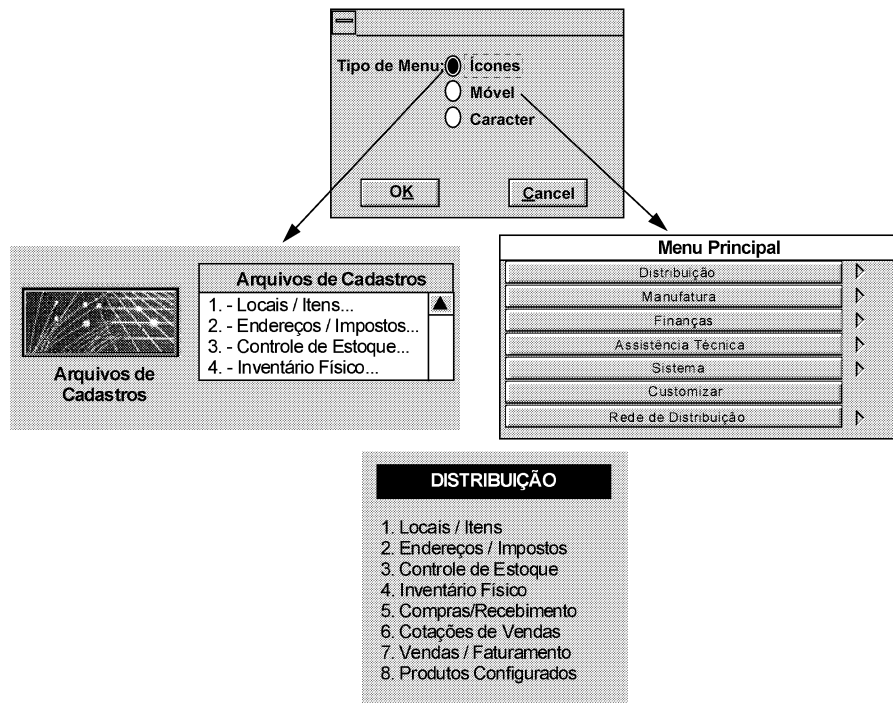 Tipo de Menu:
Ícones
Móvel
Caracter
OK
Cancel
Arquivos de
Cadastros
Arquivos de Cadastros
1. - Locais / Itens...
2. - Endereços / Impostos...
3. - Controle de Estoque...
4. - Inventário Físico...
Menu Principal
Distribuição
Manufatura
Finanças
Assistência Técnica
Sistema
Customizar
Rede de Distribuição
DISTRIBUIÇÃO
1. Locais / Itens
2. Endereços / Impostos
3. Controle de Estoque
4. Inventário Físico
5. Compras/Recebimento
6. Cotações de Vendas
7. Vendas / Faturamento
8. Produtos Configurados